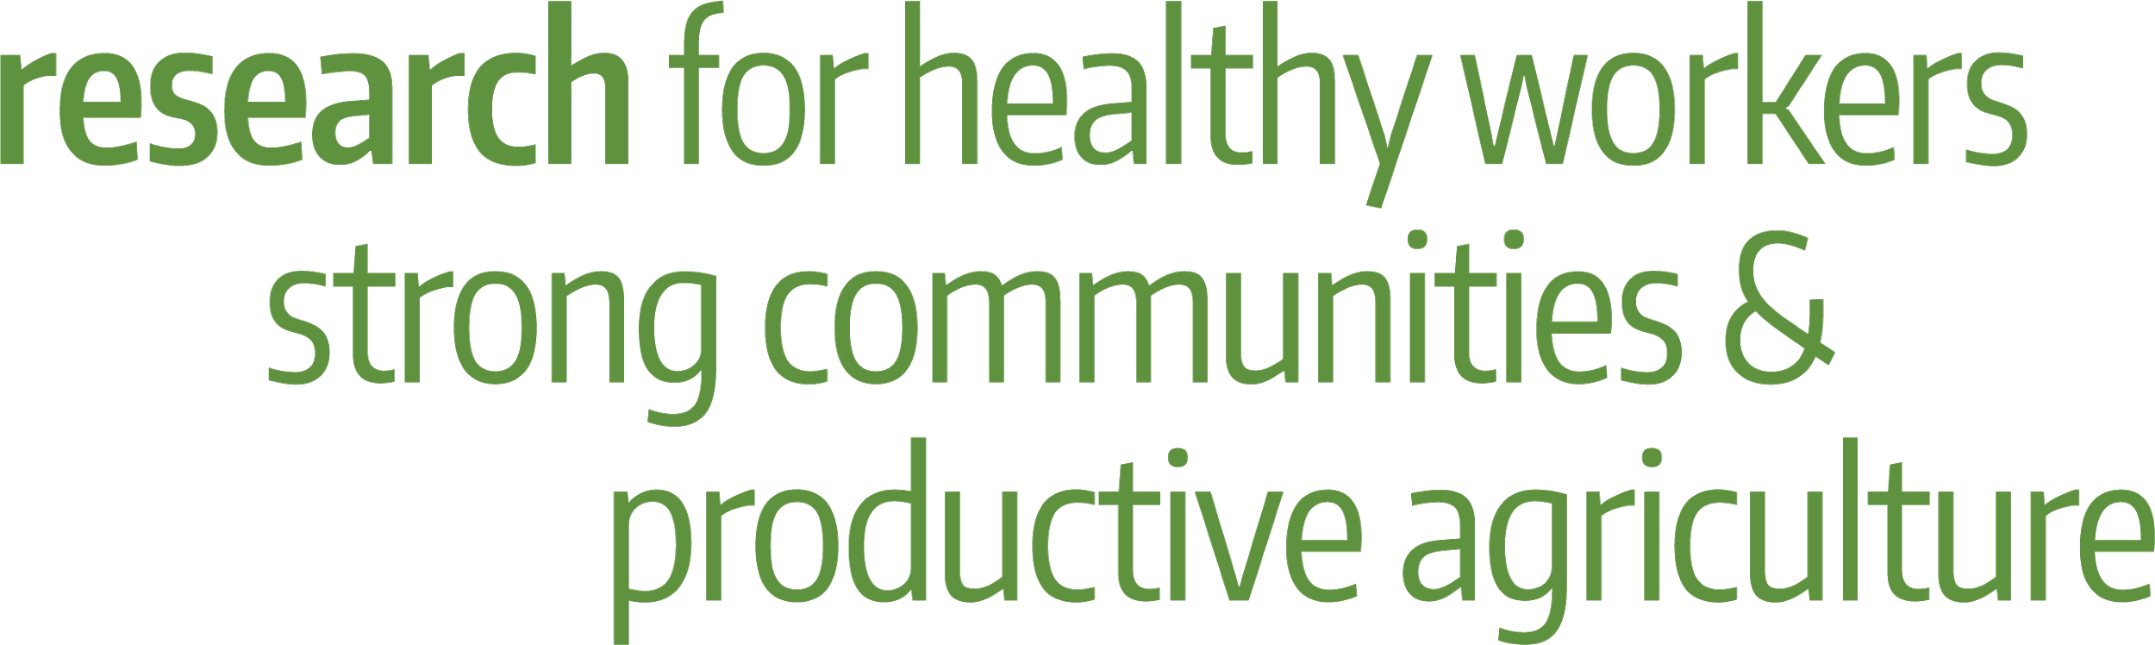 research for healthy workers
strong communities &
productive agriculture